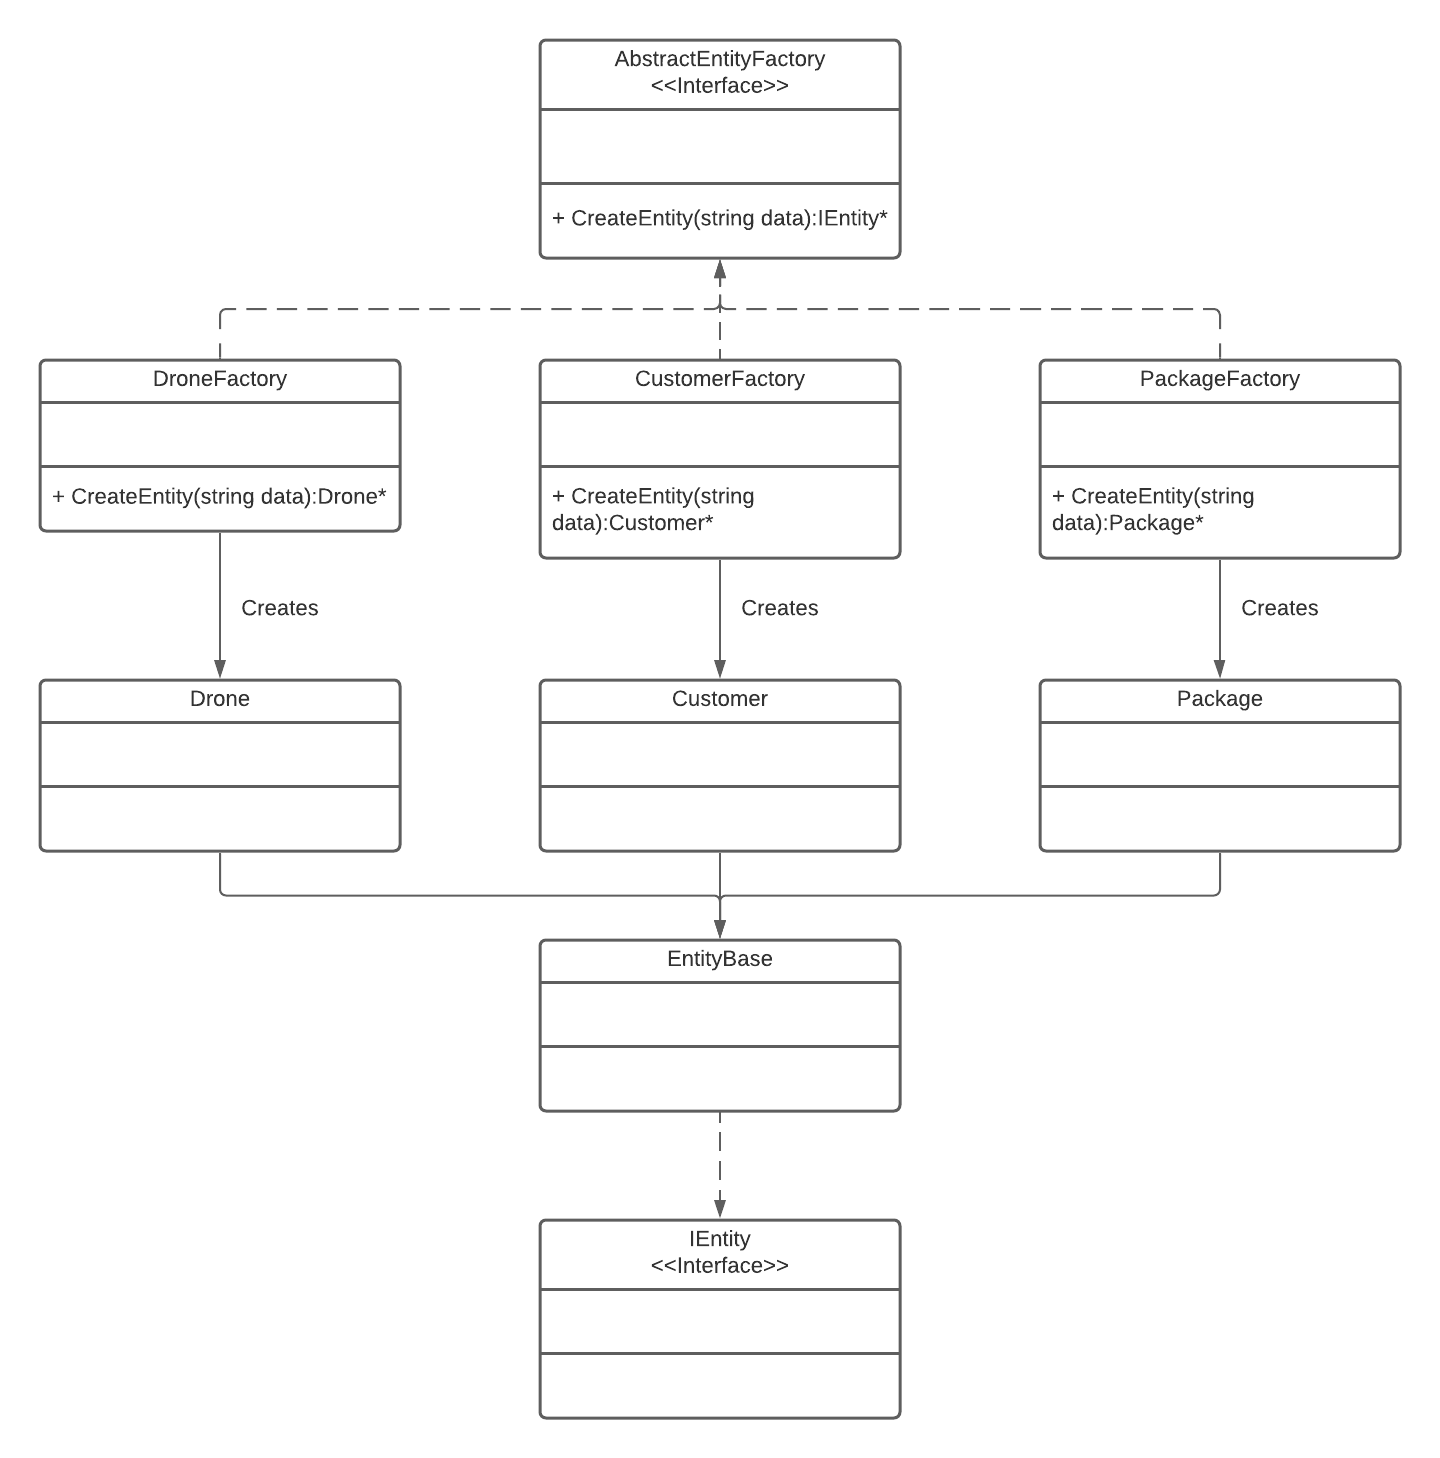 AbstractEntityFactory
<<Interface>>
+ CreateEntity(string data):IEntity*
DroneFactory
+ CreateEntity(string data):Drone*
CustomerFactory
+ CreateEntity(string
data):Customer*
PackageFactory
+ CreateEntity(string
data):Package*
Creates
Creates
Creates
Drone
Customer
Package
EntityBase
IEntity
<<Interface>>